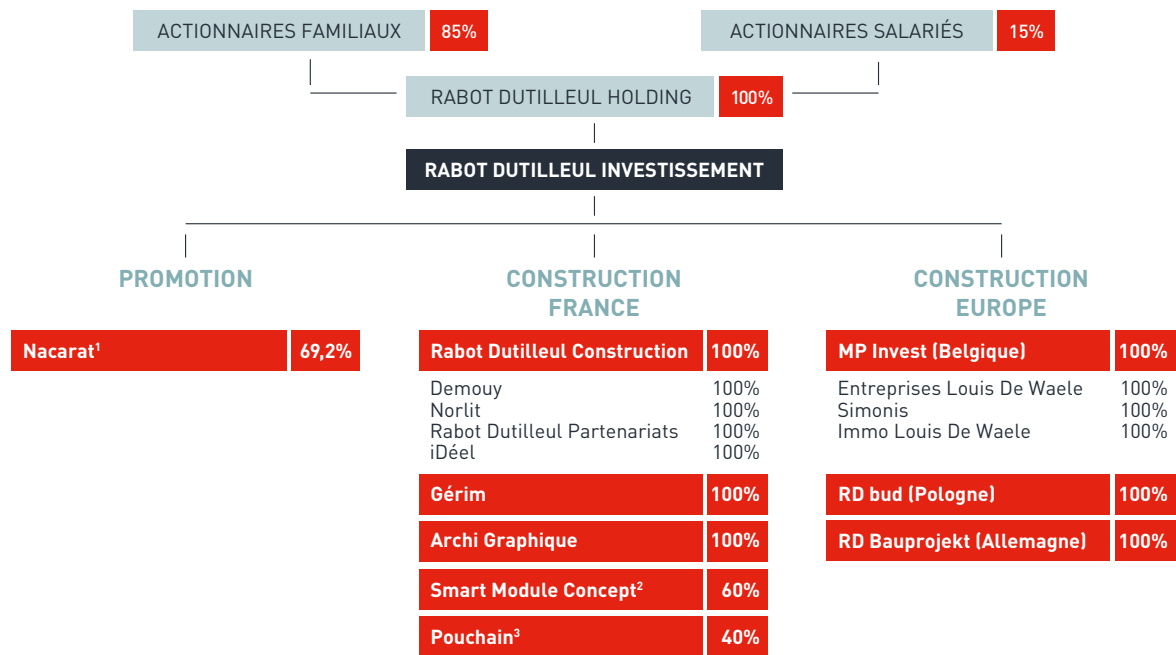 ACTIONNAIRES FAMILIAUX 85%
ACTIONNAIRES SALARIÉS 15%
RABOT DUTILLEUL HOLDING 100%
RABOT DUTILLEUL INVESTISSEMENT
PROMOTION
Nacarat¹ 69,2%
CONSTRUCTION
FRANCE
Rabot Dutilleul Construction 100%
Demouy 100%
Norlit 100%
Rabot Dutilleul Partenariats 100%
iDéel 100%
Gérim 100%
Archi Graphique 100%
Smart Module Concept² 60%
Pouchain³ 40%
CONSTRUCTION
EUROPE
MP Invest (Belgique) 100%
Entreprises Louis De Waele 100%
Simonis 100%
Immo Louis De Waele 100%
RD bud (Pologne) 100%
RD Bauprojekt (Allemagne) 100%